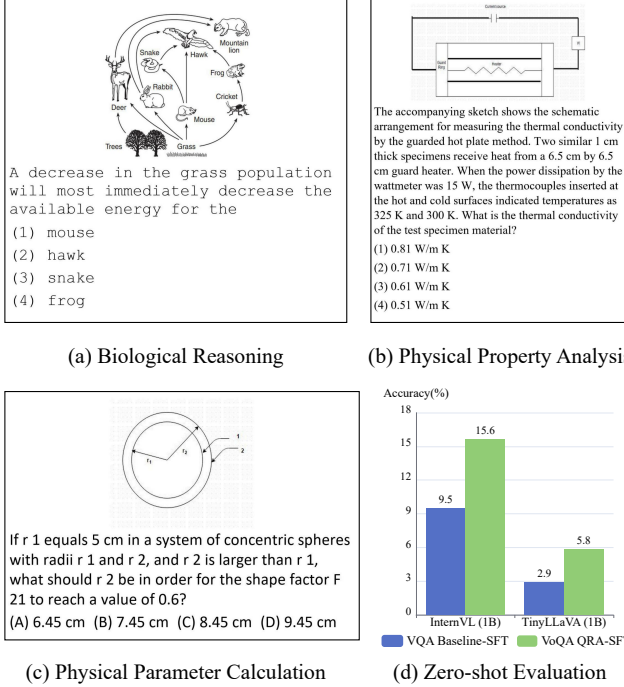 Mountain
lion
Snake
Hawk
Frog
Rabbit
Cricket
Deer
Mouse
Trees
Grass
A decrease in the grass population
will most immediately decrease the
available energy for the
(1) mouse
(2) hawk
(3) snake
(4) frog
(a) Biological Reasoning
Guard
Ring
Heater
The accompanying sketch shows the schematic
arrangement for measuring the thermal conductivity
by the guarded hot plate method. Two similar 1 cm
thick specimens receive heat from a 6.5 cm by 6.5
cm guard heater. When the power dissipation by the
wattmeter was 15 W, the thermocouples inserted at
the hot and cold surfaces indicated temperatures as
325 K and 300 K. What is the thermal conductivity
of the test specimen material?
(1) 0.81 W/m K
(2) 0.71 W/m K
(3) 0.61 W/m K
(4) 0.51 W/m K
(b) Physical Property Analysi
r1
r2
1
2
If r 1 equals 5 cm in a system of concentric spheres
with radii r 1 and r 2, and r 2 is larger than r 1,
what should r 2 be in order for the shape factor F
21 to reach a value of 0.6?
(A) 6.45 cm (B) 7.45 cm (C) 8.45 cm (D) 9.45 cm
(c) Physical Parameter Calculation
Accuracy(%)
18
15
12
9
6
3
0
9.5
15.6
2.9
5.8
InternVL (1B)
TinyLLaVA (1B)
VQA Baseline-SFT
VoQA QRA-SF
(d) Zero-shot Evaluation